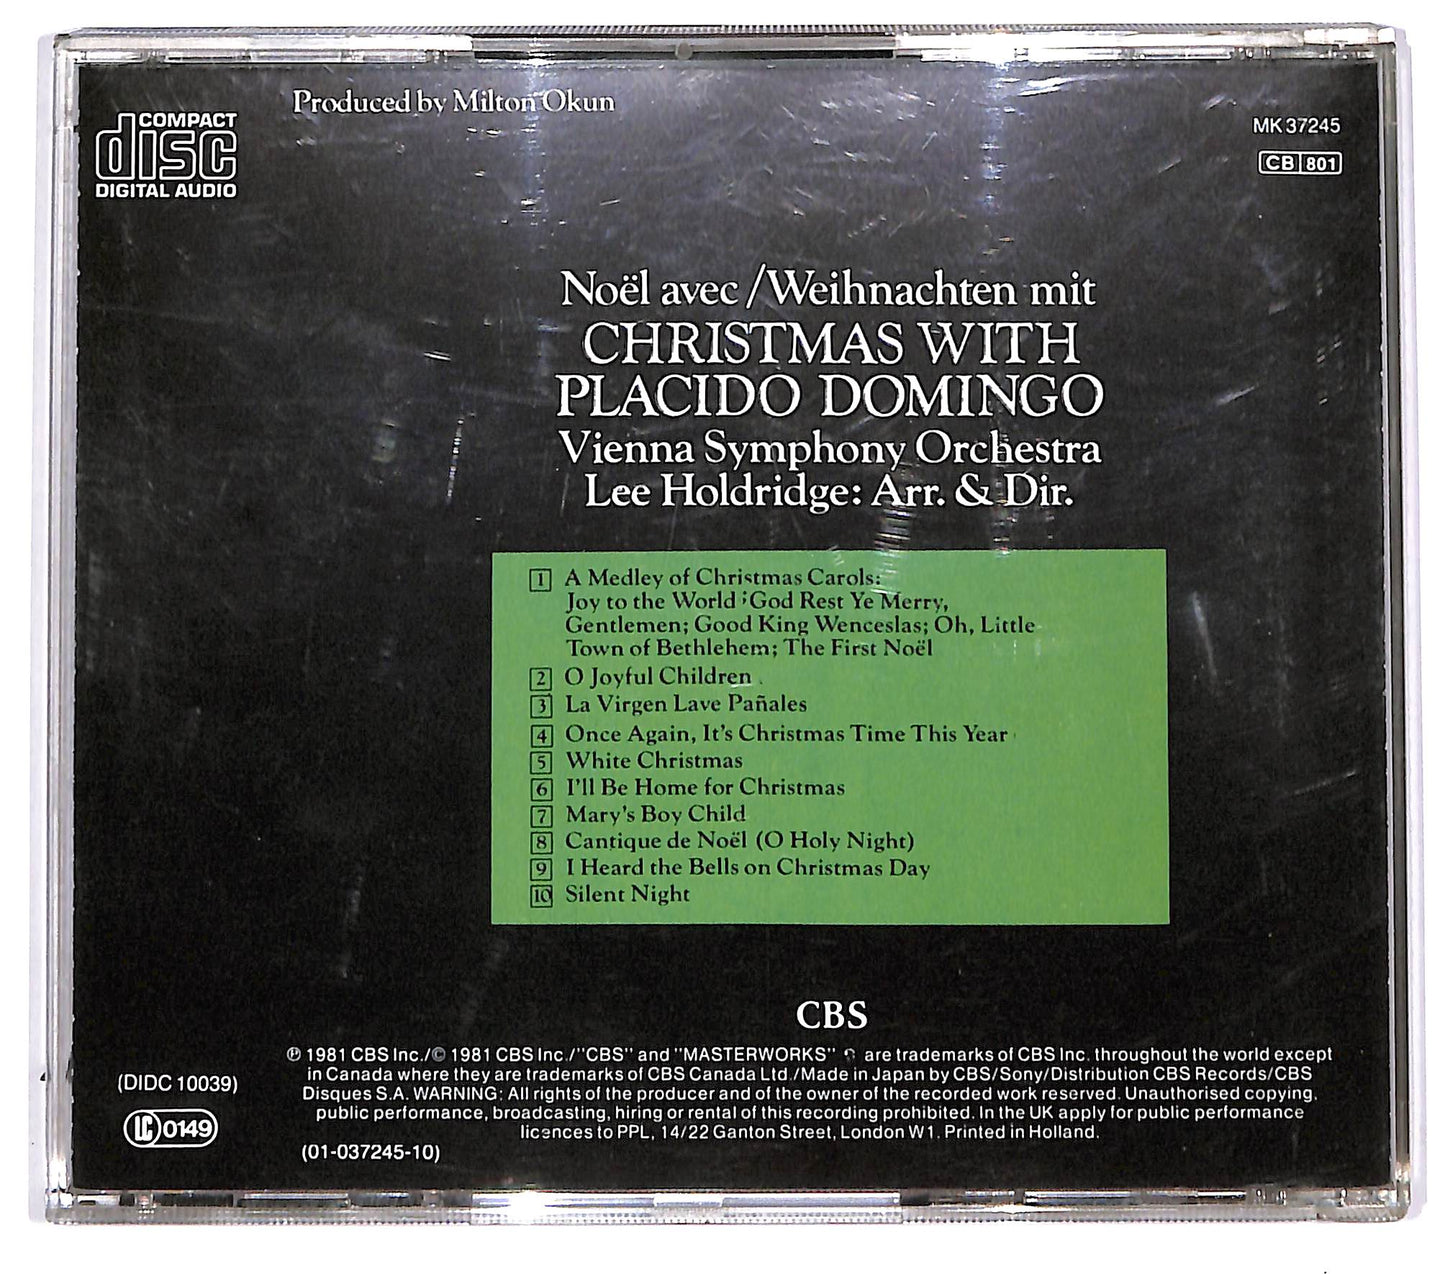 Produced by Milton Okun
COMPACT
disc
DIGITAL AUDIO
MK 37245
CB 801
Noël avec/Weihnachten mit
CHRISTMAS WITH
PLACIDO DOMINGO
Vienna Symphony Orchestra
Lee Holdridge: Arr. & Dir.
1 A Medley of Christmas Carols:
Joy to the World; God Rest Ye Merry,
Gentlemen; Good King Wenceslas; Oh, Little
Town of Bethlehem; The First Noël
2 O Joyful Children
3 La Virgen Lave Pañales
4 Once Again, It's Christmas Time This Year
5 White Christmas
6 I'll Be Home for Christmas
7 Mary's Boy Child
8 Cantique de Noël (O Holy Night)
9 I Heard the Bells on Christmas Day
10 Silent Night
CBS
℗ 1981 CBS Inc./© 1981 CBS Inc./"CBS" and "MASTERWORKS" are trademarks of CBS Inc. throughout the world except
in Canada where they are trademarks of CBS Canada Ltd./Made in Japan by CBS/Sony/Distribution CBS Records/CBS
Disques S.A. WARNING: All rights of the producer and of the owner of the recorded work reserved. Unauthorised copying,
public performance, broadcasting, hiring or rental of this recording prohibited. In the UK apply for public performance
licences to PPL, 14/22 Ganton Street, London W1. Printed in Holland.
(DIDC 10039)
LC 0149
(01-037245-10)